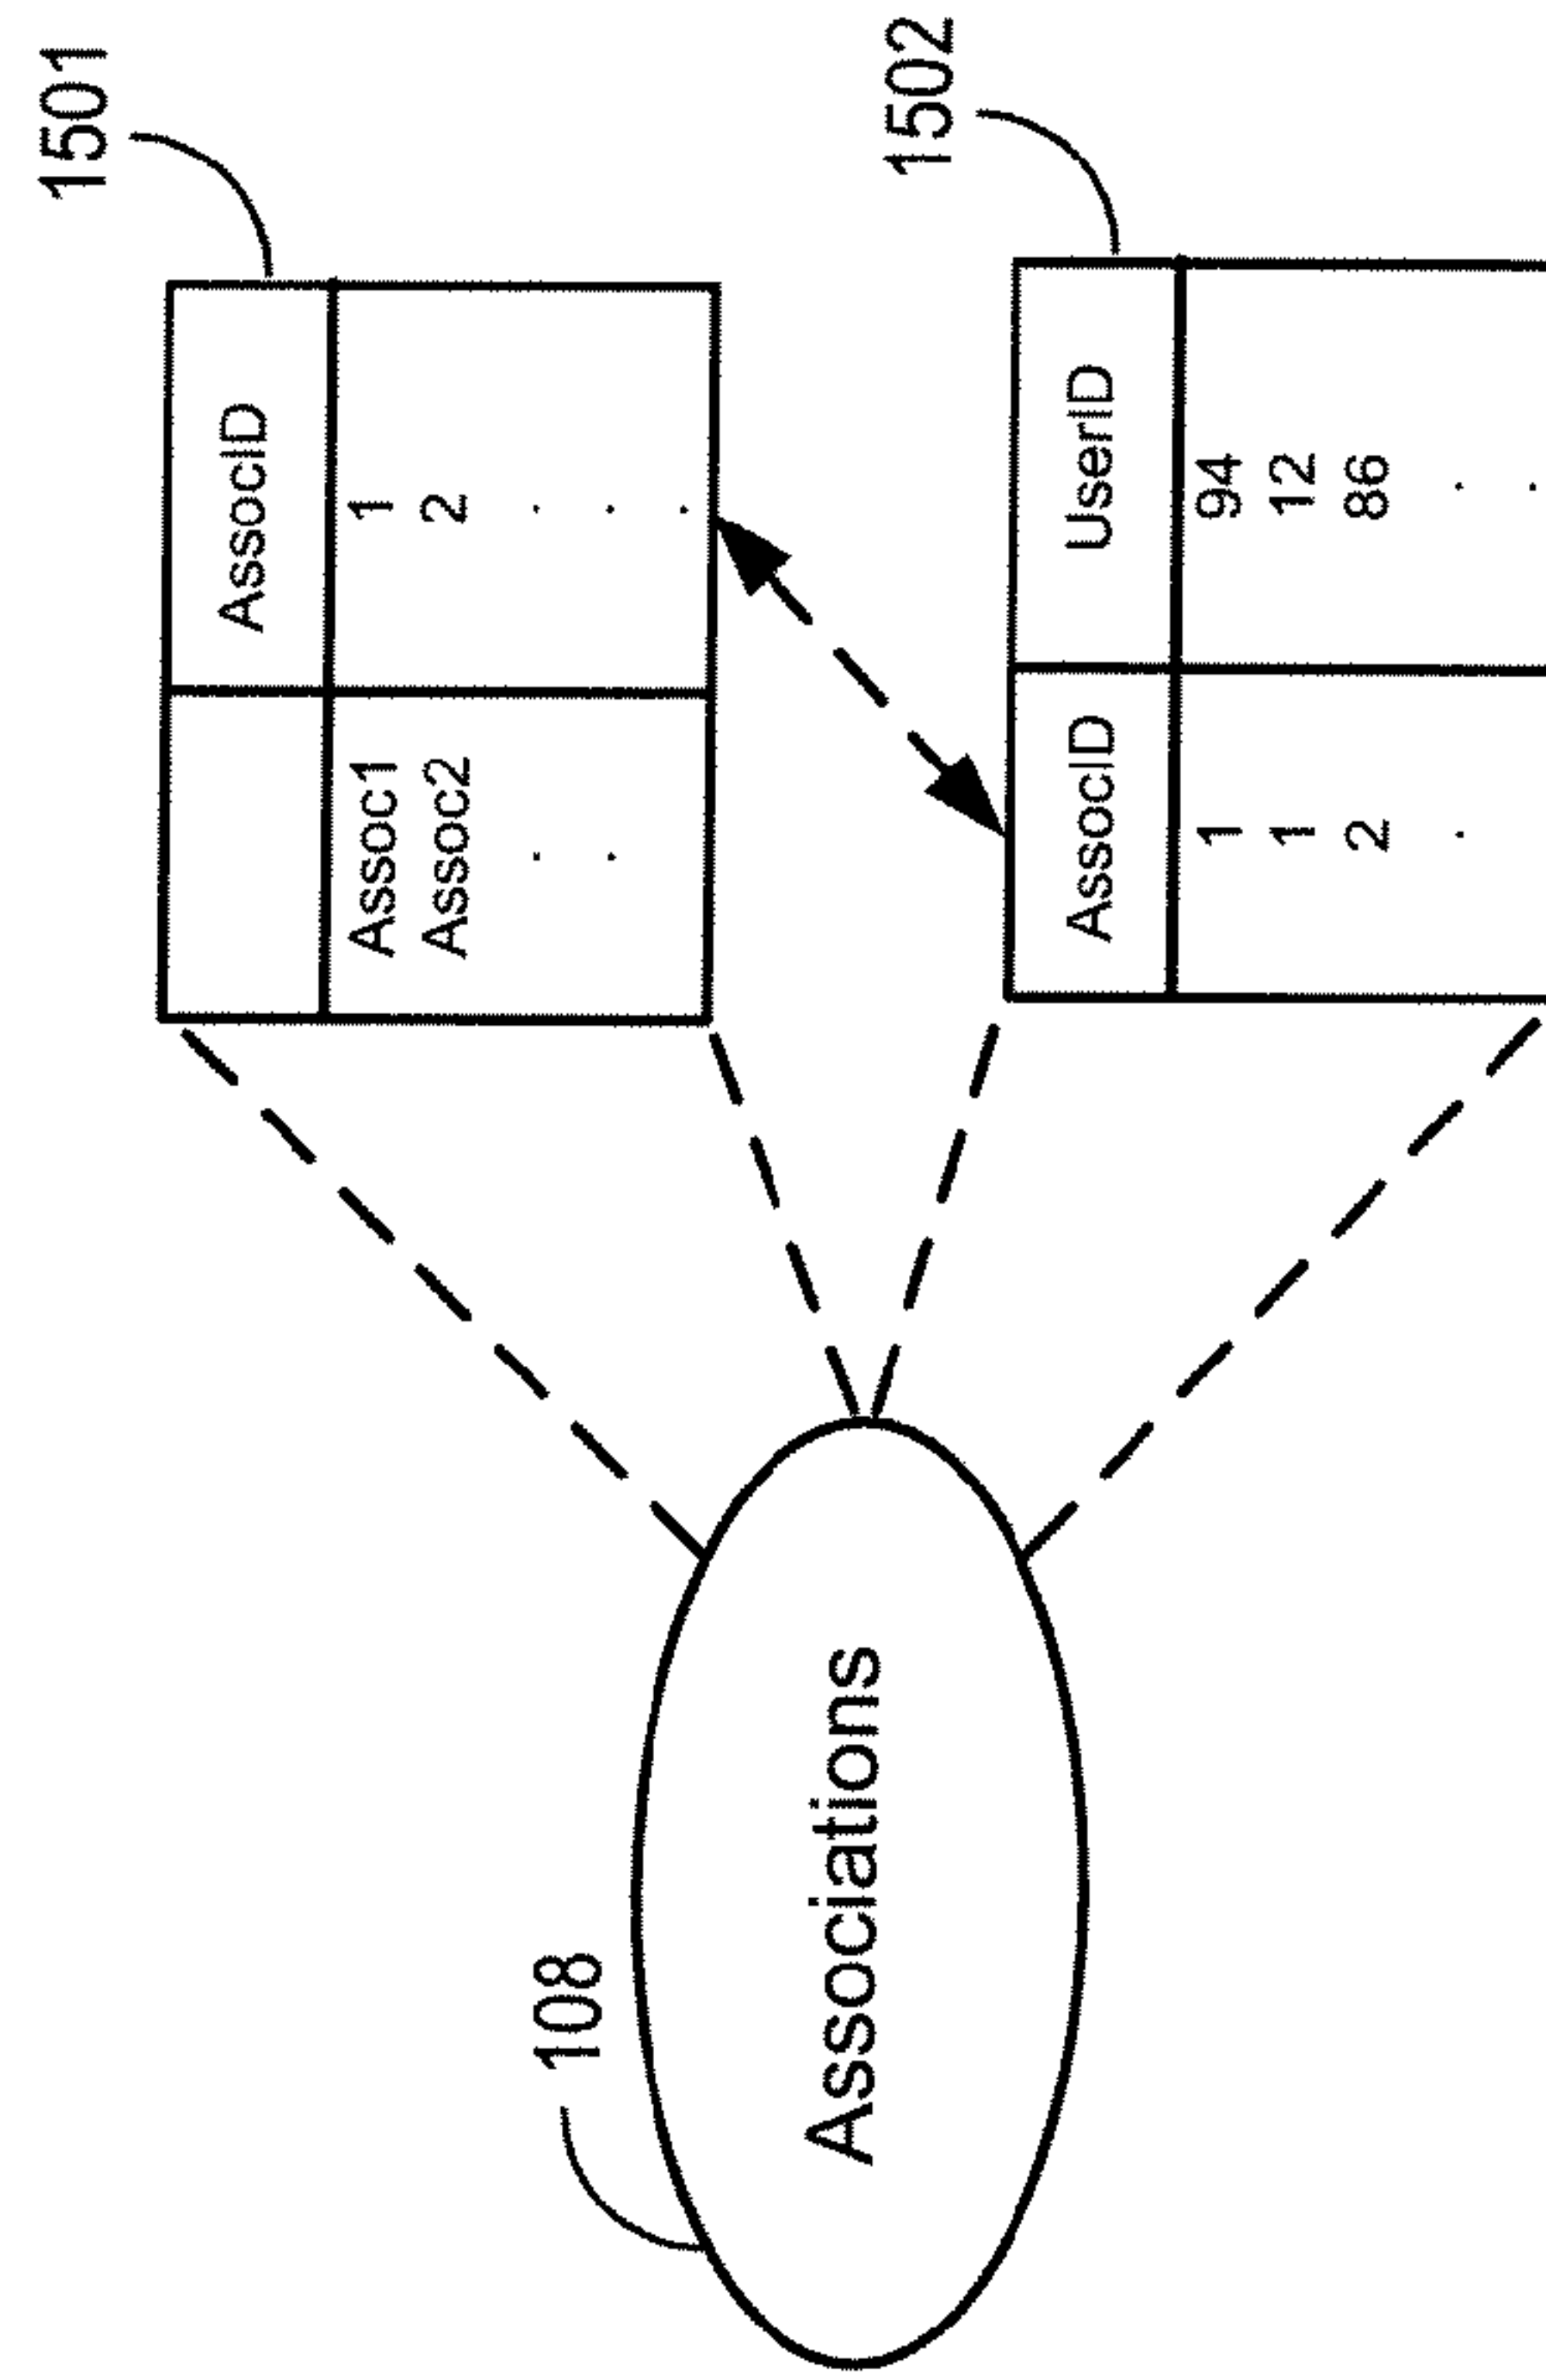 1501
AssocID
Assoc1 1
Assoc2 2
. .
. .
.
1502
AssocID UserID
1 94
1 12
2 86
. .
.
108
Associations